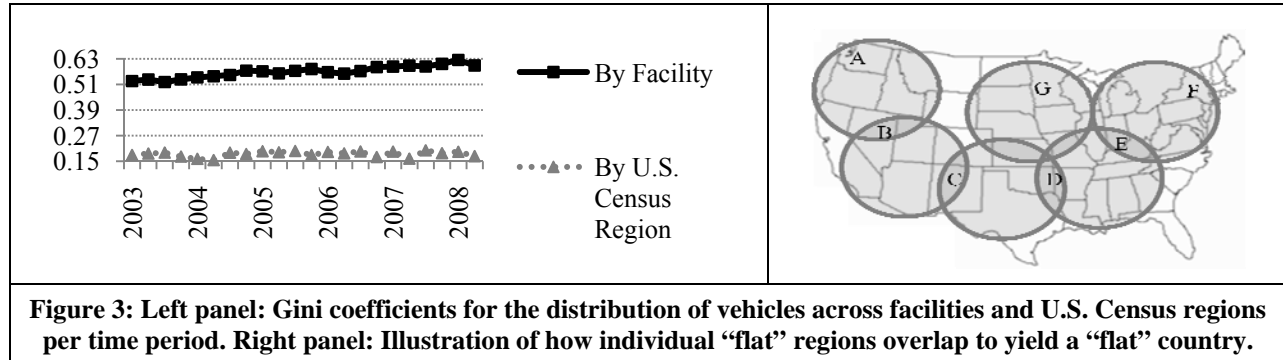 0.63
0.51
0.39
0.27
0.15
2003
2004
2005
2006
2007
2008
By Facility
By U.S.
Census
Region
A
B
C
D
E
F
G
Figure 3: Left panel: Gini coefficients for the distribution of vehicles across facilities and U.S. Census regions
per time period. Right panel: Illustration of how individual “flat” regions overlap to yield a “flat” country.